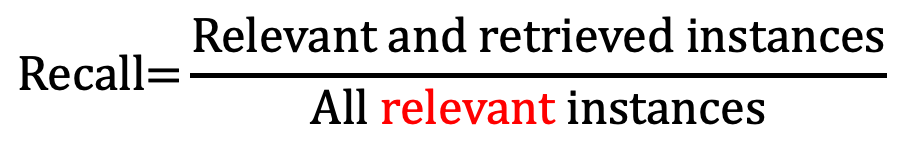 Relevant and retrieved instances
Recall=
All relevant instances